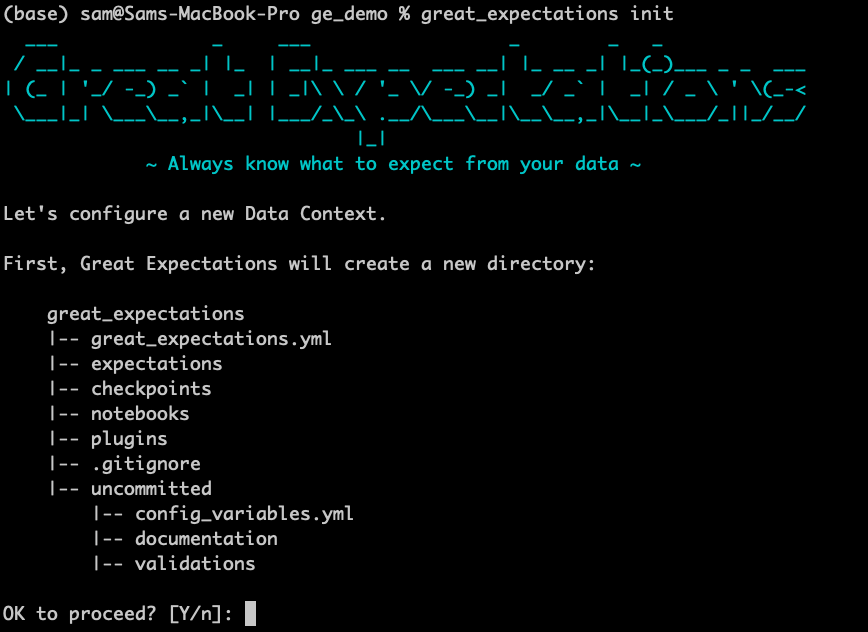 (base) sam@Sams-MacBook-Pro ge_demo % great_expectations init
Great Expectations
~ Always know what to expect from your data ~
Let's configure a new Data Context.
First, Great Expectations will create a new directory:
great_expectations
|-- great_expectations.yml
|-- expectations
|-- checkpoints
|-- notebooks
|-- plugins
|-- .gitignore
|-- uncommitted
|-- config_variables.yml
|-- documentation
|-- validations
OK to proceed? [Y/n]: